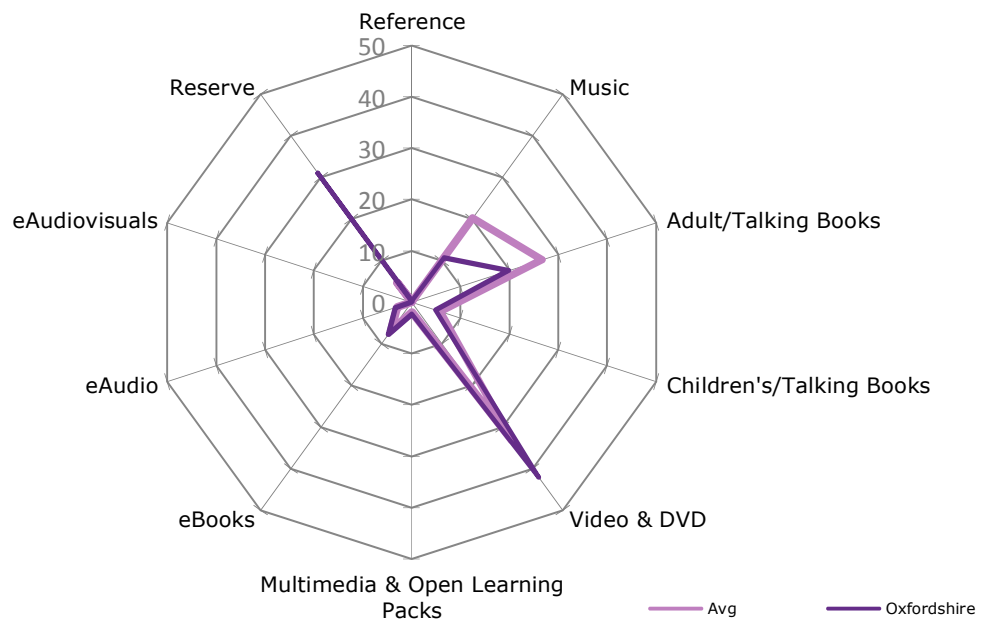 Reference
50
Reserve
Music
40
30
eAudiovisuals
20
Adult/Talking Books
10
0
eAudio
Children's/Talking Books
eBooks
Video & DVD
Multimedia & Open Learning
Packs
Avg
Oxfordshire